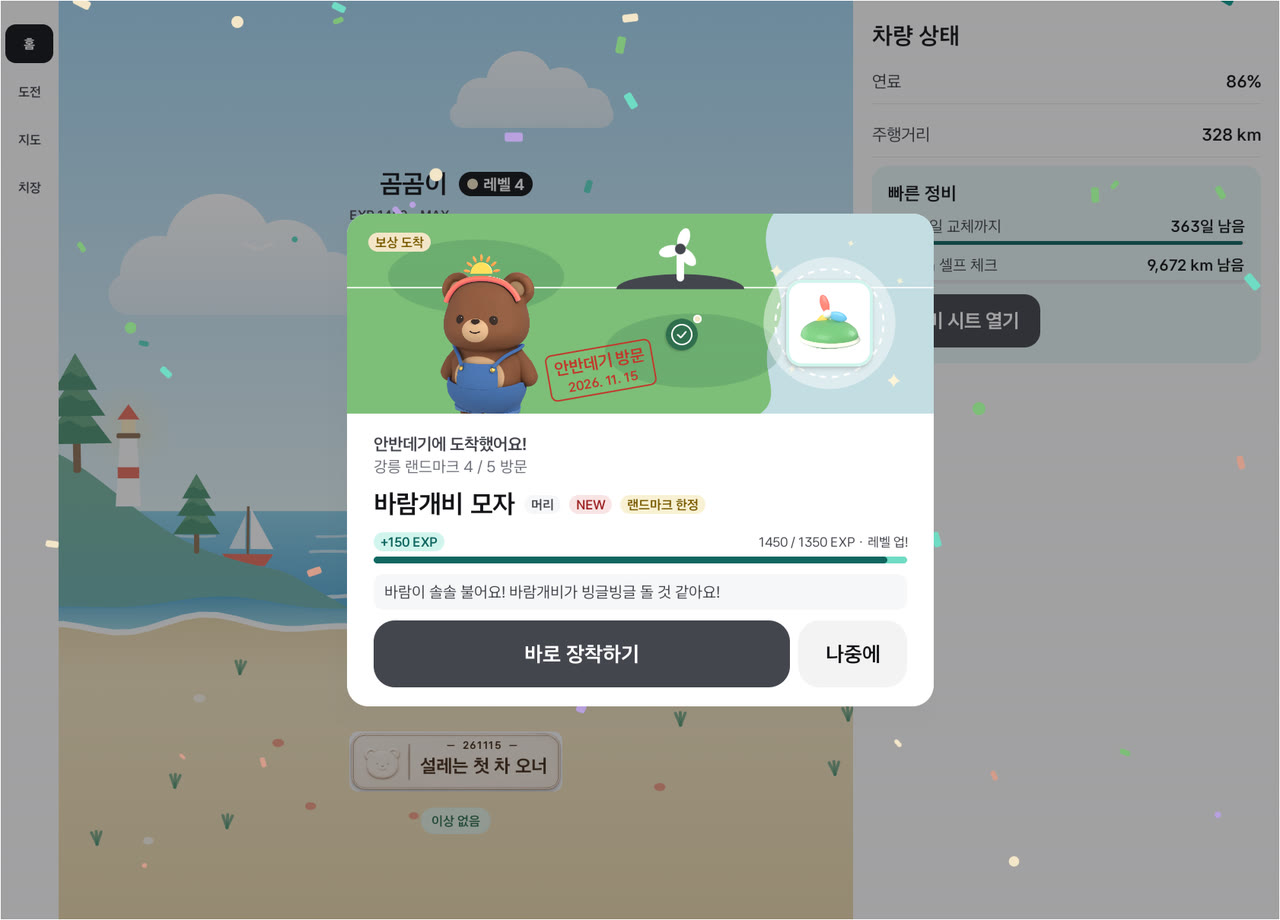 홈
도전
지도
치장
곰곰이
레벨 4
차량 상태
연료 86%
주행거리 328 km
빠른 정비
교체까지 363일 남음
셀프 체크 9,672 km 남음
시트 열기
보상 도착
안반데기 방문
2026. 11. 15
안반데기에 도착했어요!
강릉 랜드마크 4 / 5 방문
바람개비 모자 머리 NEW 랜드마크 한정
+150 EXP 1450 / 1350 EXP · 레벨 업!
바람이 솔솔 불어요! 바람개비가 빙글빙글 돌 것 같아요!
바로 장착하기 나중에
– 261115 –
설레는 첫 차 오너
이상 없음